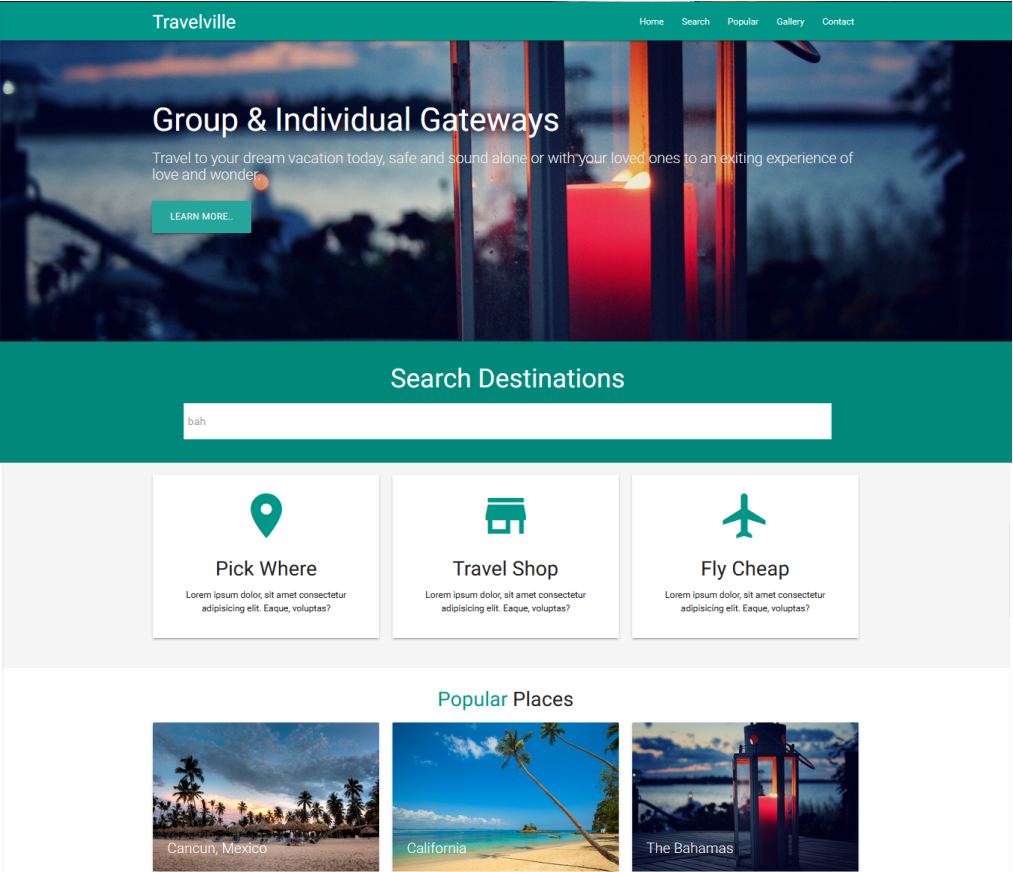 Travelville
Home Search Popular Gallery Contact
Group & Individual Gateways
Travel to your dream vacation today, safe and sound alone or with your loved ones to an exiting experience of
love and wonder.
LEARN MORE..
Search Destinations
bah
Pick Where
Lorem ipsum dolor, sit amet consectetur
adipisicing elit. Eaque, voluptas?
Travel Shop
Lorem ipsum dolor, sit amet consectetur
adipisicing elit. Eaque, voluptas?
Fly Cheap
Lorem ipsum dolor, sit amet consectetur
adipisicing elit. Eaque, voluptas?
Popular Places
Cancun, Mexico
California
The Bahamas